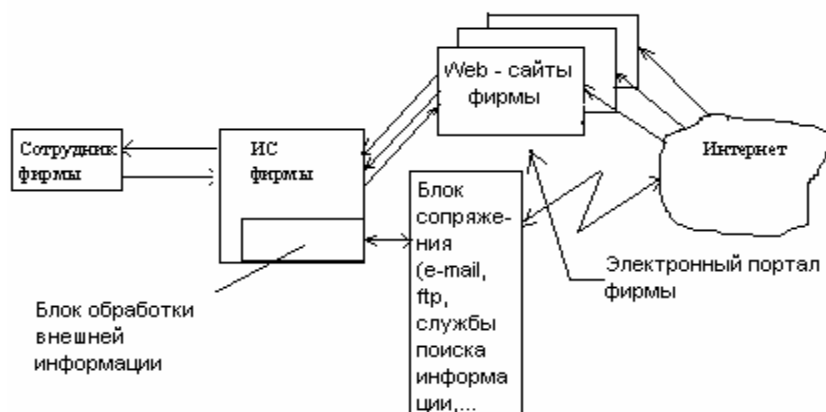 Web - сайты
фирмы
Сотрудник
фирмы
ИС
фирмы
Интернет
Блок
сопряже-
ния
(e-mail,
ftp,
службы
поиска
информа
ции,...
Электронный портал
фирмы
Блок обработки
внешней
информации